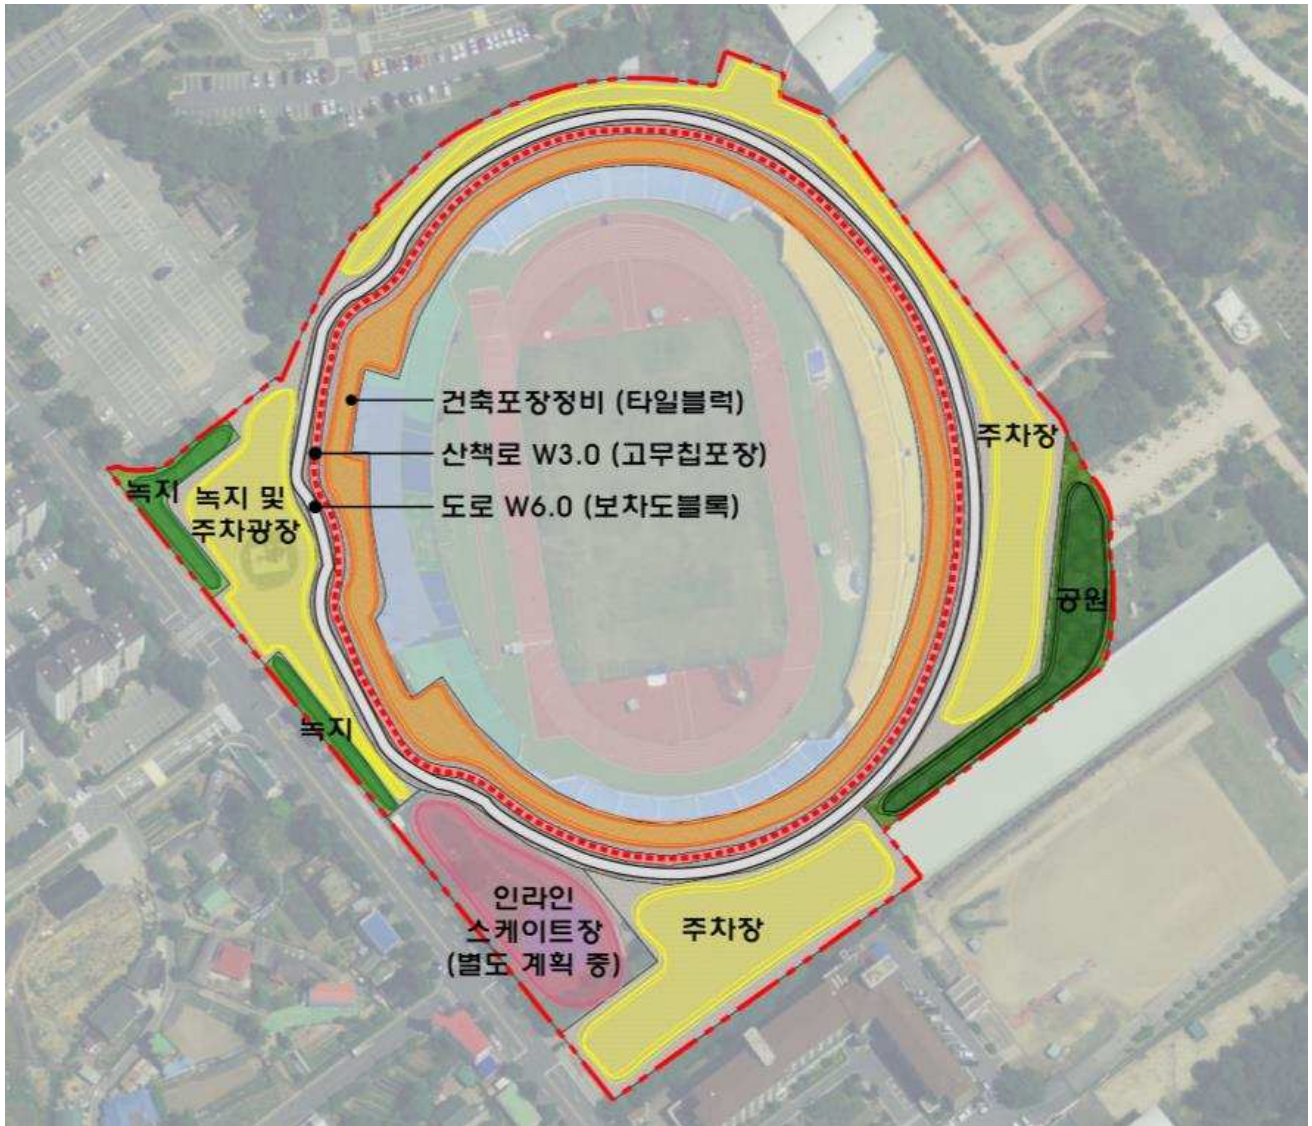 건축포장정비 (타일블럭)
주차장
산책로 W3.0 (고무칩포장)
녹지
녹지 및
주차광장
도로 W6.0 (보차도블록)
공원
녹지
인라인
스케이트장
(별도 계획 중)
주차장